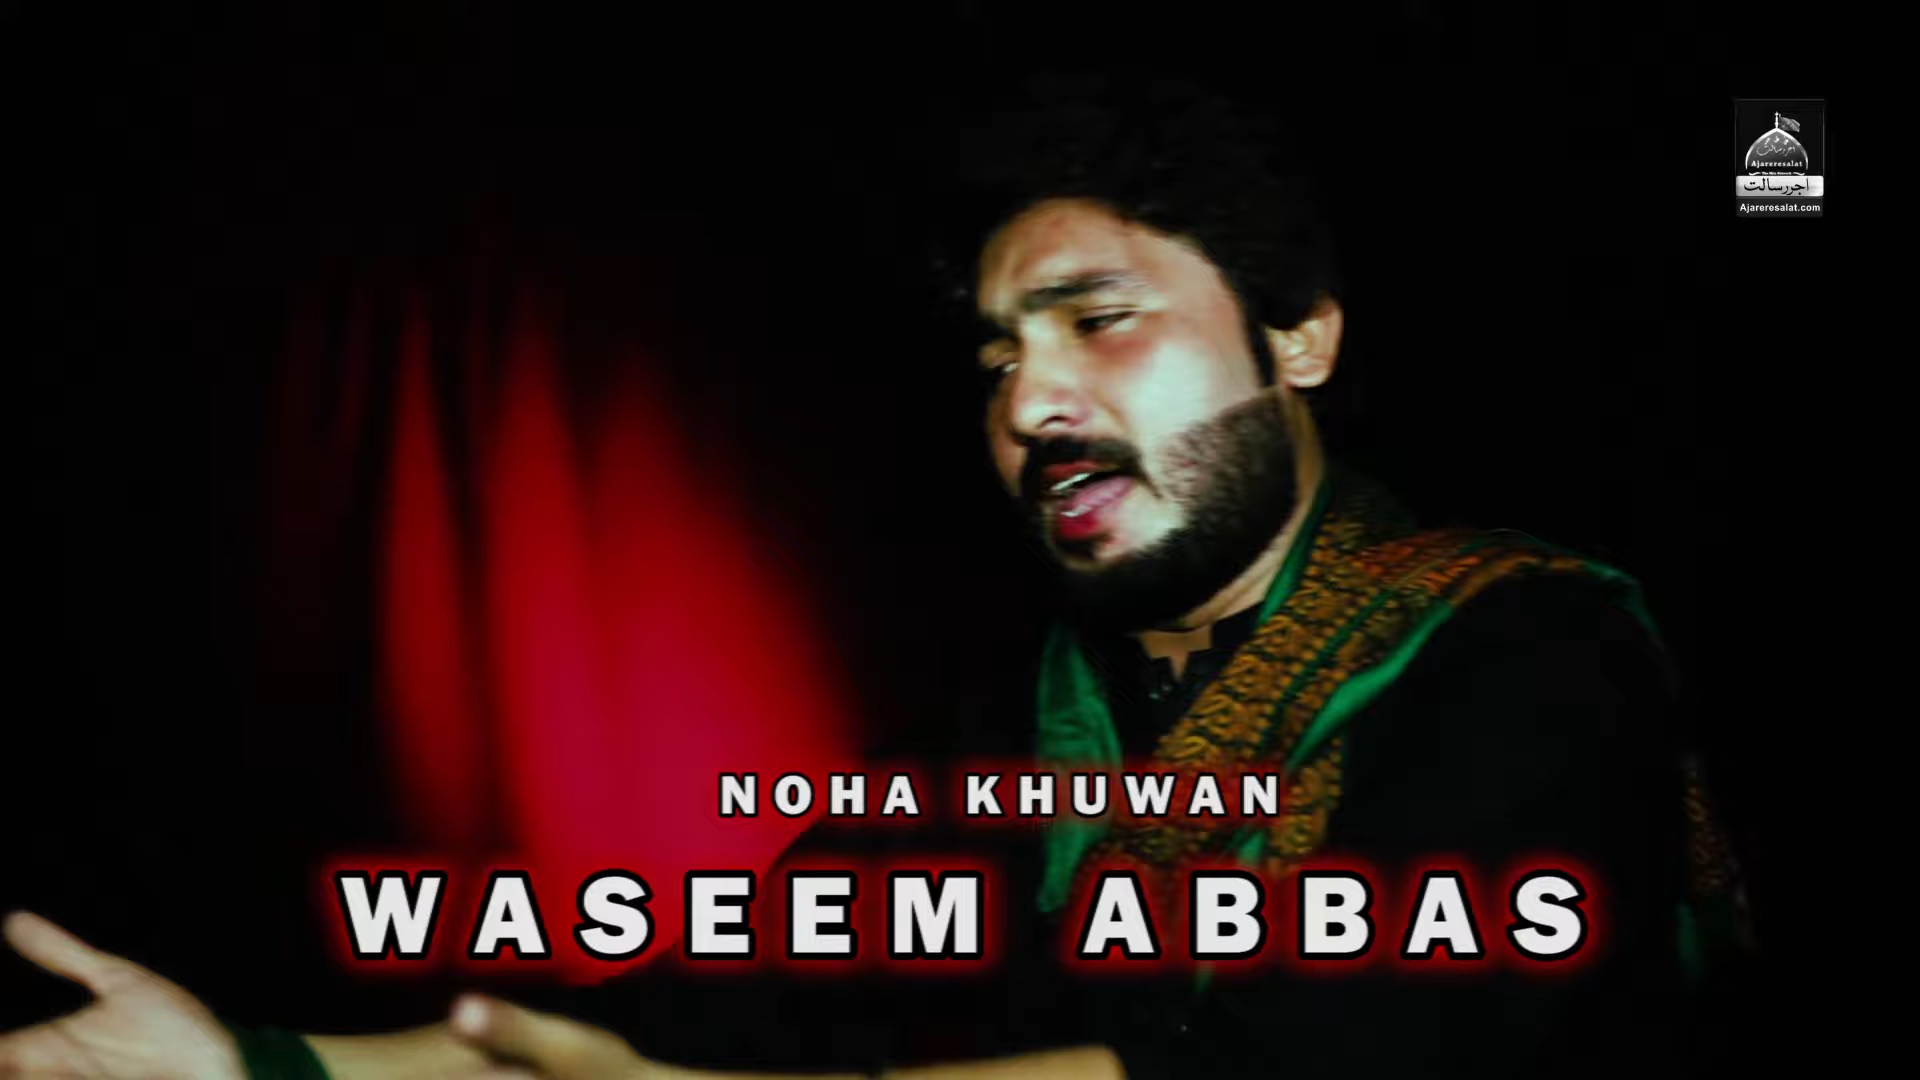 Ajareresalat
اجررسالت
Ajareresalat.com
NOHA KHUWAN
WASEEM ABBAS